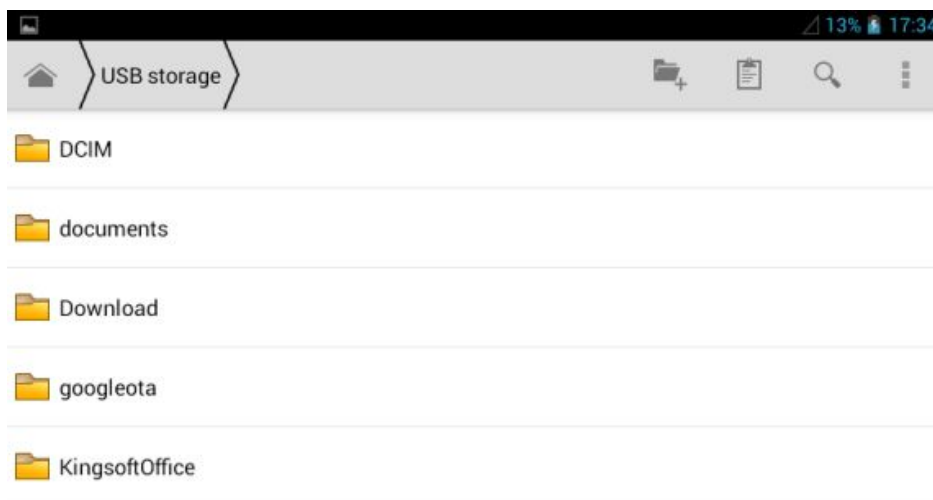 13% 17:34
USB storage
DCIM
documents
Download
googleota
KingsoftOffice